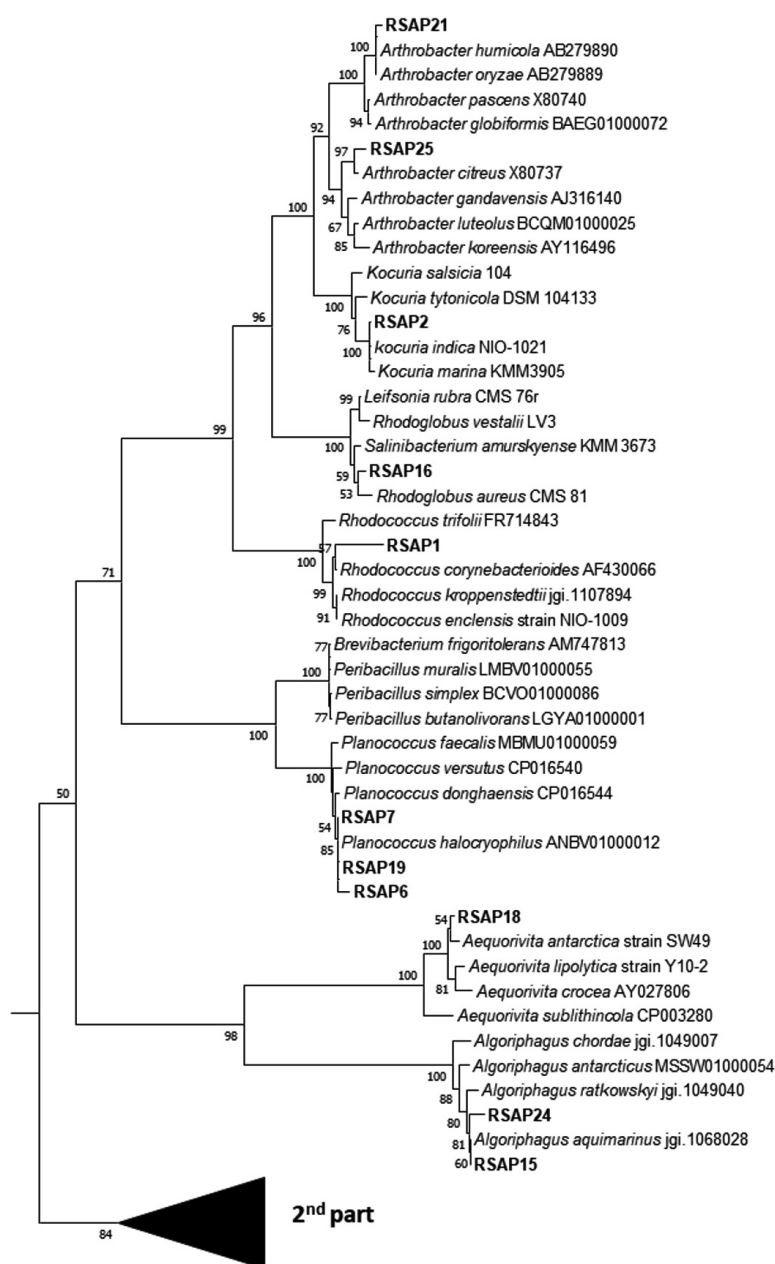 RSAP21
100
Arthrobacter humicola AB279890
100
Arthrobacter oryzae AB279889
Arthrobacter pascens X80740
94
Arthrobacter globiformis BAEG01000072
92
97
RSAP25
Arthrobacter citreus X80737
94
Arthrobacter gandavensis AJ316140
100
67
Arthrobacter luteolus BCQM01000025
85
Arthrobacter koreensis AY116496
Kocuria salsicia 104
100
Kocuria tytonicola DSM 104133
96
76
RSAP2
100
kocuria indica NIO-1021
Kocuria marina KMM3905
99
Leifsonia rubra CMS 76r
Rhodoglobus vestalii LV3
99
100
Salinibacterium amurskyense KMM 3673
59
RSAP16
53
Rhodoglobus aureus CMS 81
Rhodococcus trifolii FR714843
57
RSAP1
100
Rhodococcus corynebacterioides AF430066
71
99
Rhodococcus kroppenstedtii jgi.1107894
91
Rhodococcus enclensis strain NIO-1009
77
Brevibacterium frigoritolerans AM747813
100
Peribacillus muralis LMBV01000055
Peribacillus simplex BCVO01000086
77
Peribacillus butanolivorans LGYA01000001
100
Planococcus faecalis MBMU01000059
100
Planococcus versutus CP016540
50
Planococcus donghaensis CP016544
54
RSAP7
85
Planococcus halocryophilus ANBV01000012
RSAP19
RSAP6
54
RSAP18
100
Aequorivita antarctica strain SW49
Aequorivita lipolytica strain Y10-2
100
81
Aequorivita crocea AY027806
Aequorivita sublithincola CP003280
98
Algoriphagus chordae jgi.1049007
100
Algoriphagus antarcticus MSSW01000054
88
Algoriphagus ratkowskyi jgi.1049040
80
RSAP24
81
Algoriphagus aquimarinus jgi.1068028
60
RSAP15
84
2nd part